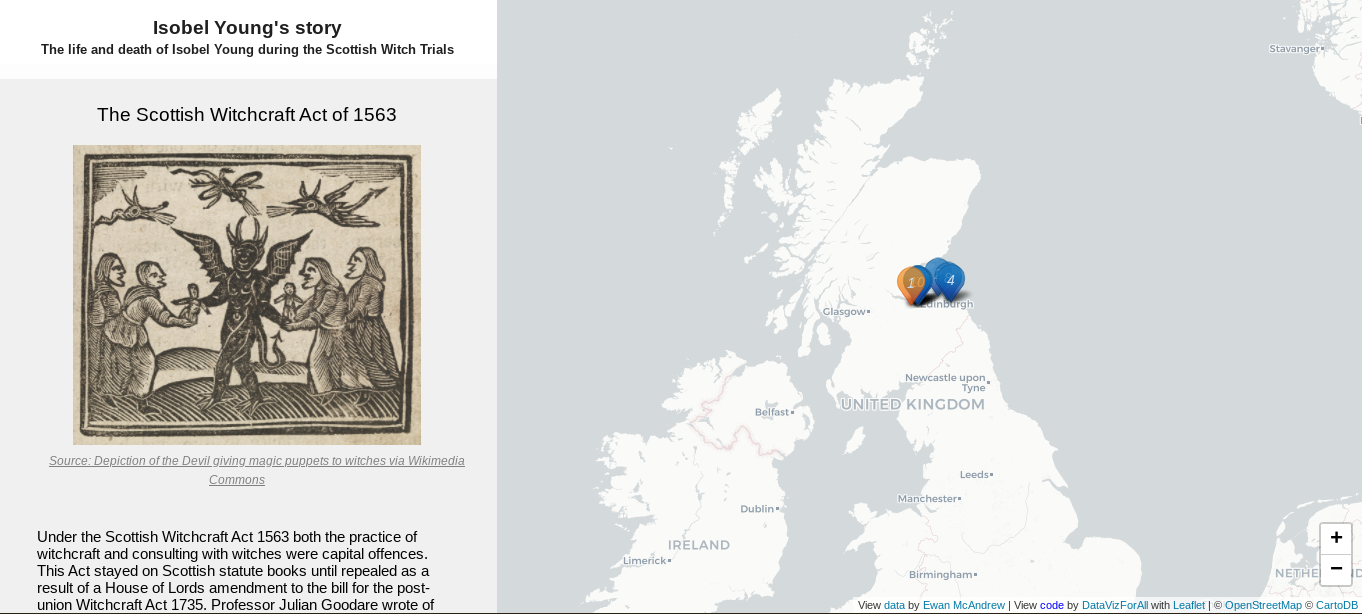 Isobel Young's story
The life and death of Isobel Young during the Scottish Witch Trials
The Scottish Witchcraft Act of 1563
Source: Depiction of the Devil giving magic puppets to witches via Wikimedia
Commons
Under the Scottish Witchcraft Act 1563 both the practice of
witchcraft and consulting with witches were capital offences.
This Act stayed on Scottish statute books until repealed as a
result of a House of Lords amendment to the bill for the post-
union Witchcraft Act 1735. Professor Julian Goodare wrote of
Stavanger
1
4
Edinburgh
Glasgow
Newcastle upon
Tyne
UNITED KINGDOM
Belfast
Leeds
Manchester
Dublin
IRELAND
Limerick
Birmingham
+
−
View data by Ewan McAndrew | View code by DataVizForAll with Leaflet | © OpenStreetMap © CartoDB